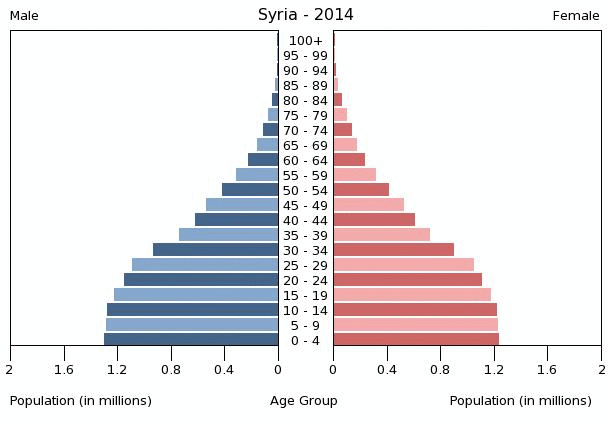 Male Syria - 2014 Female
100+
95 - 99
90 - 94
85 - 89
80 - 84
75 - 79
70 - 74
65 - 69
60 - 64
55 - 59
50 - 54
45 - 49
40 - 44
35 - 39
30 - 34
25 - 29
20 - 24
15 - 19
10 - 14
5 - 9
0 - 4
2 1.6 1.2 0.8 0.4 0 0 0.4 0.8 1.2 1.6 2
Population (in millions) Age Group Population (in millions)